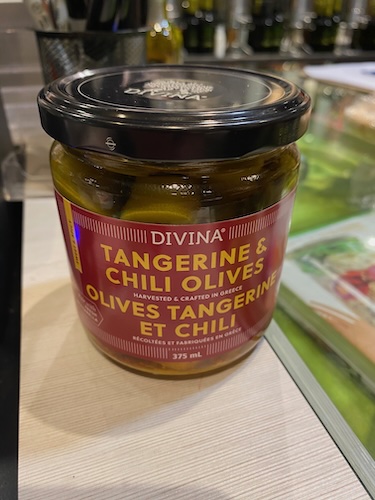 DIVINA
DIVINA®
TANGERINE &
CHILI OLIVES
HARVESTED & CRAFTED IN GREECE
OLIVES TANGERINE
ET CHILI
RÉCOLTÉES ET FABRIQUÉES EN GRÈCE
375 mL